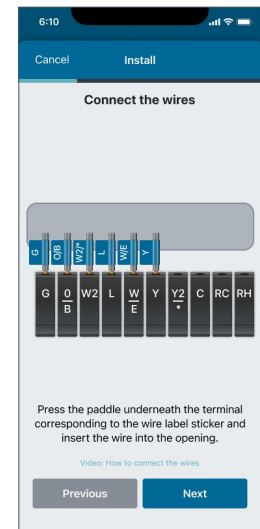 6:10
Cancel Install
Connect the wires
G O/B W2/* L W/E Y
G O/B W2 L W/E Y Y2/* C RC RH
Press the paddle underneath the terminal
corresponding to the wire label sticker and
insert the wire into the opening.
Video: How to connect the wires
Previous Next